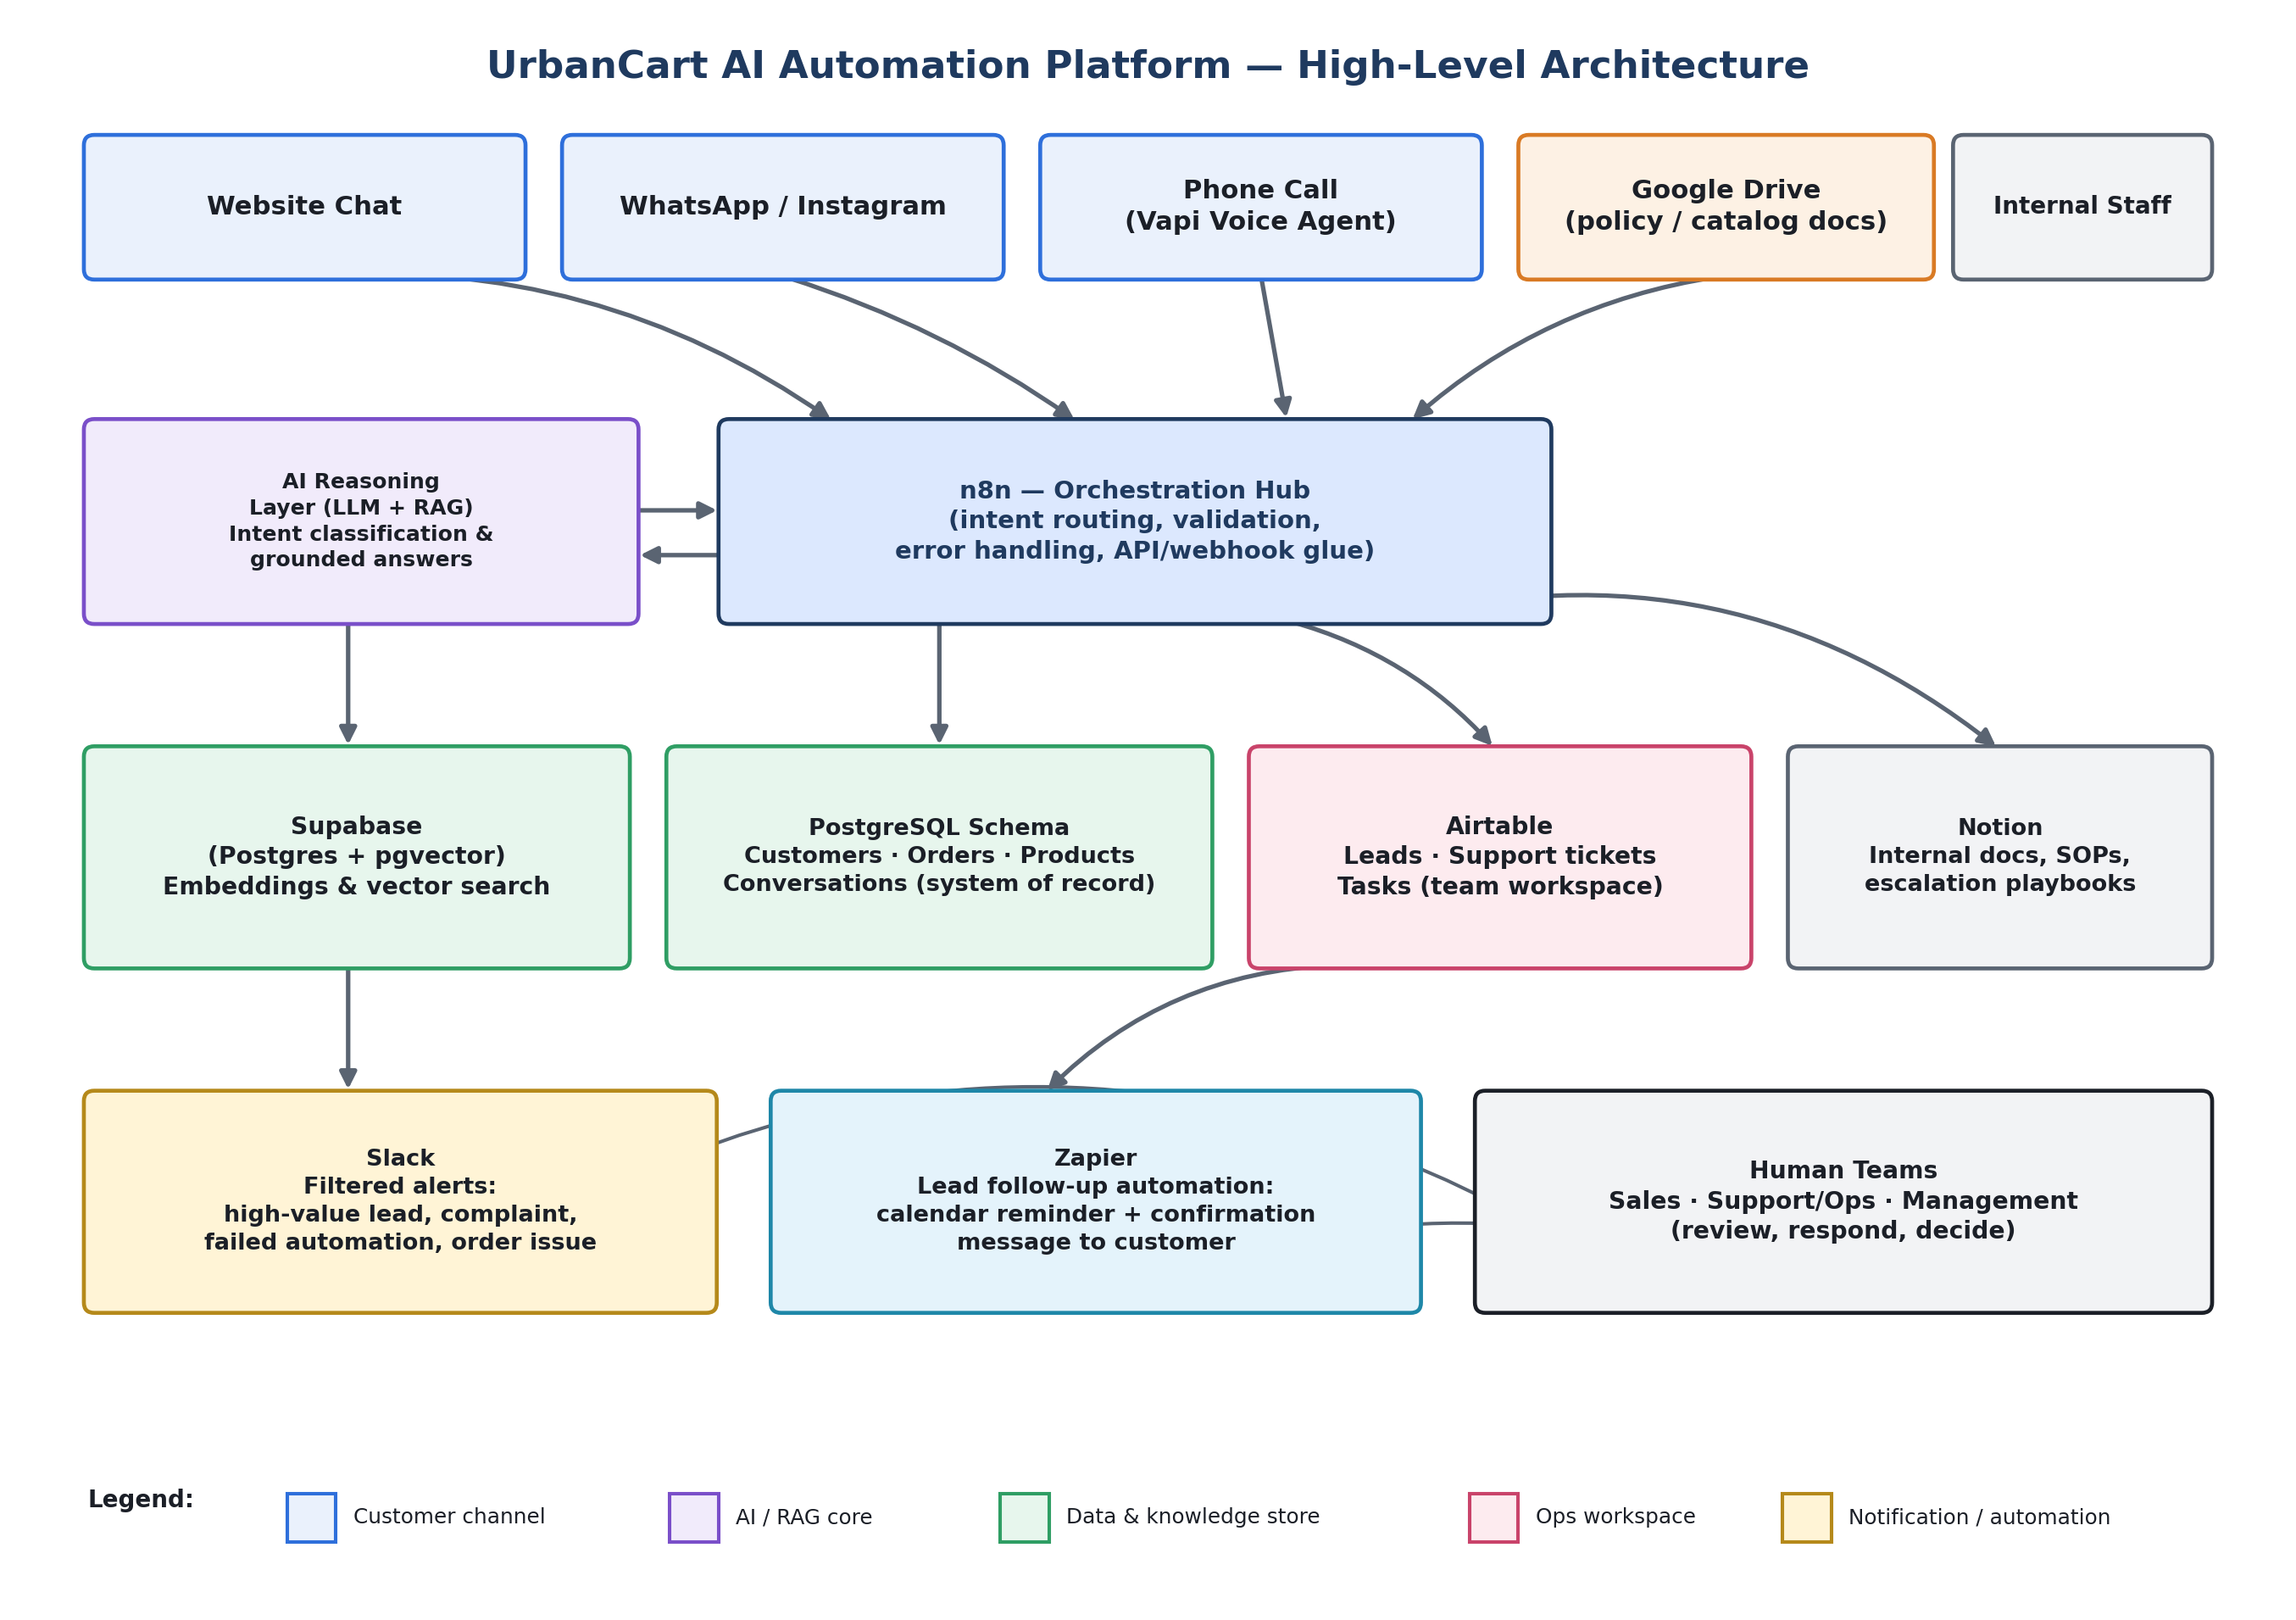 UrbanCart AI Automation Platform — High-Level Architecture
Website Chat
WhatsApp / Instagram
Phone Call
(Vapi Voice Agent)
Google Drive
(policy / catalog docs)
Internal Staff
AI Reasoning
Layer (LLM + RAG)
Intent classification &
grounded answers
n8n — Orchestration Hub
(intent routing, validation,
error handling, API/webhook glue)
Supabase
(Postgres + pgvector)
Embeddings & vector search
PostgreSQL Schema
Customers · Orders · Products
Conversations (system of record)
Airtable
Leads · Support tickets
Tasks (team workspace)
Notion
Internal docs, SOPs,
escalation playbooks
Slack
Filtered alerts:
high-value lead, complaint,
failed automation, order issue
Zapier
Lead follow-up automation:
calendar reminder + confirmation
message to customer
Human Teams
Sales · Support/Ops · Management
(review, respond, decide)
Legend:
Customer channel
AI / RAG core
Data & knowledge store
Ops workspace
Notification / automation